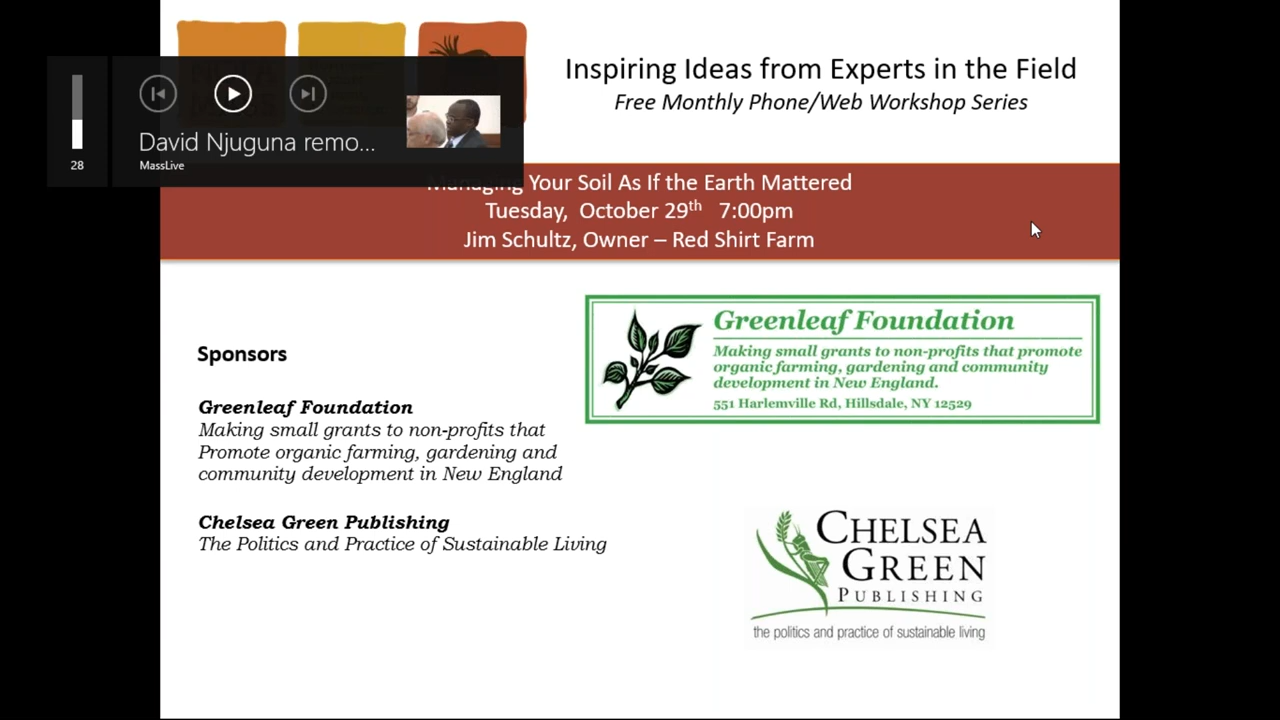 Inspiring Ideas from Experts in the Field
Free Monthly Phone/Web Workshop Series
David Njuguna remo...
28
MassLive
Managing Your Soil As If the Earth Mattered
Tuesday, October 29th 7:00pm
Jim Schultz, Owner – Red Shirt Farm
Greenleaf Foundation
Making small grants to non-profits that promote
organic farming, gardening and community
development in New England.
551 Harlemville Rd, Hillsdale, NY 12529
Sponsors
Greenleaf Foundation
Making small grants to non-profits that
Promote organic farming, gardening and
community development in New England
Chelsea Green Publishing
The Politics and Practice of Sustainable Living
CHELSEA
GREEN
PUBLISHING
the politics and practice of sustainable living